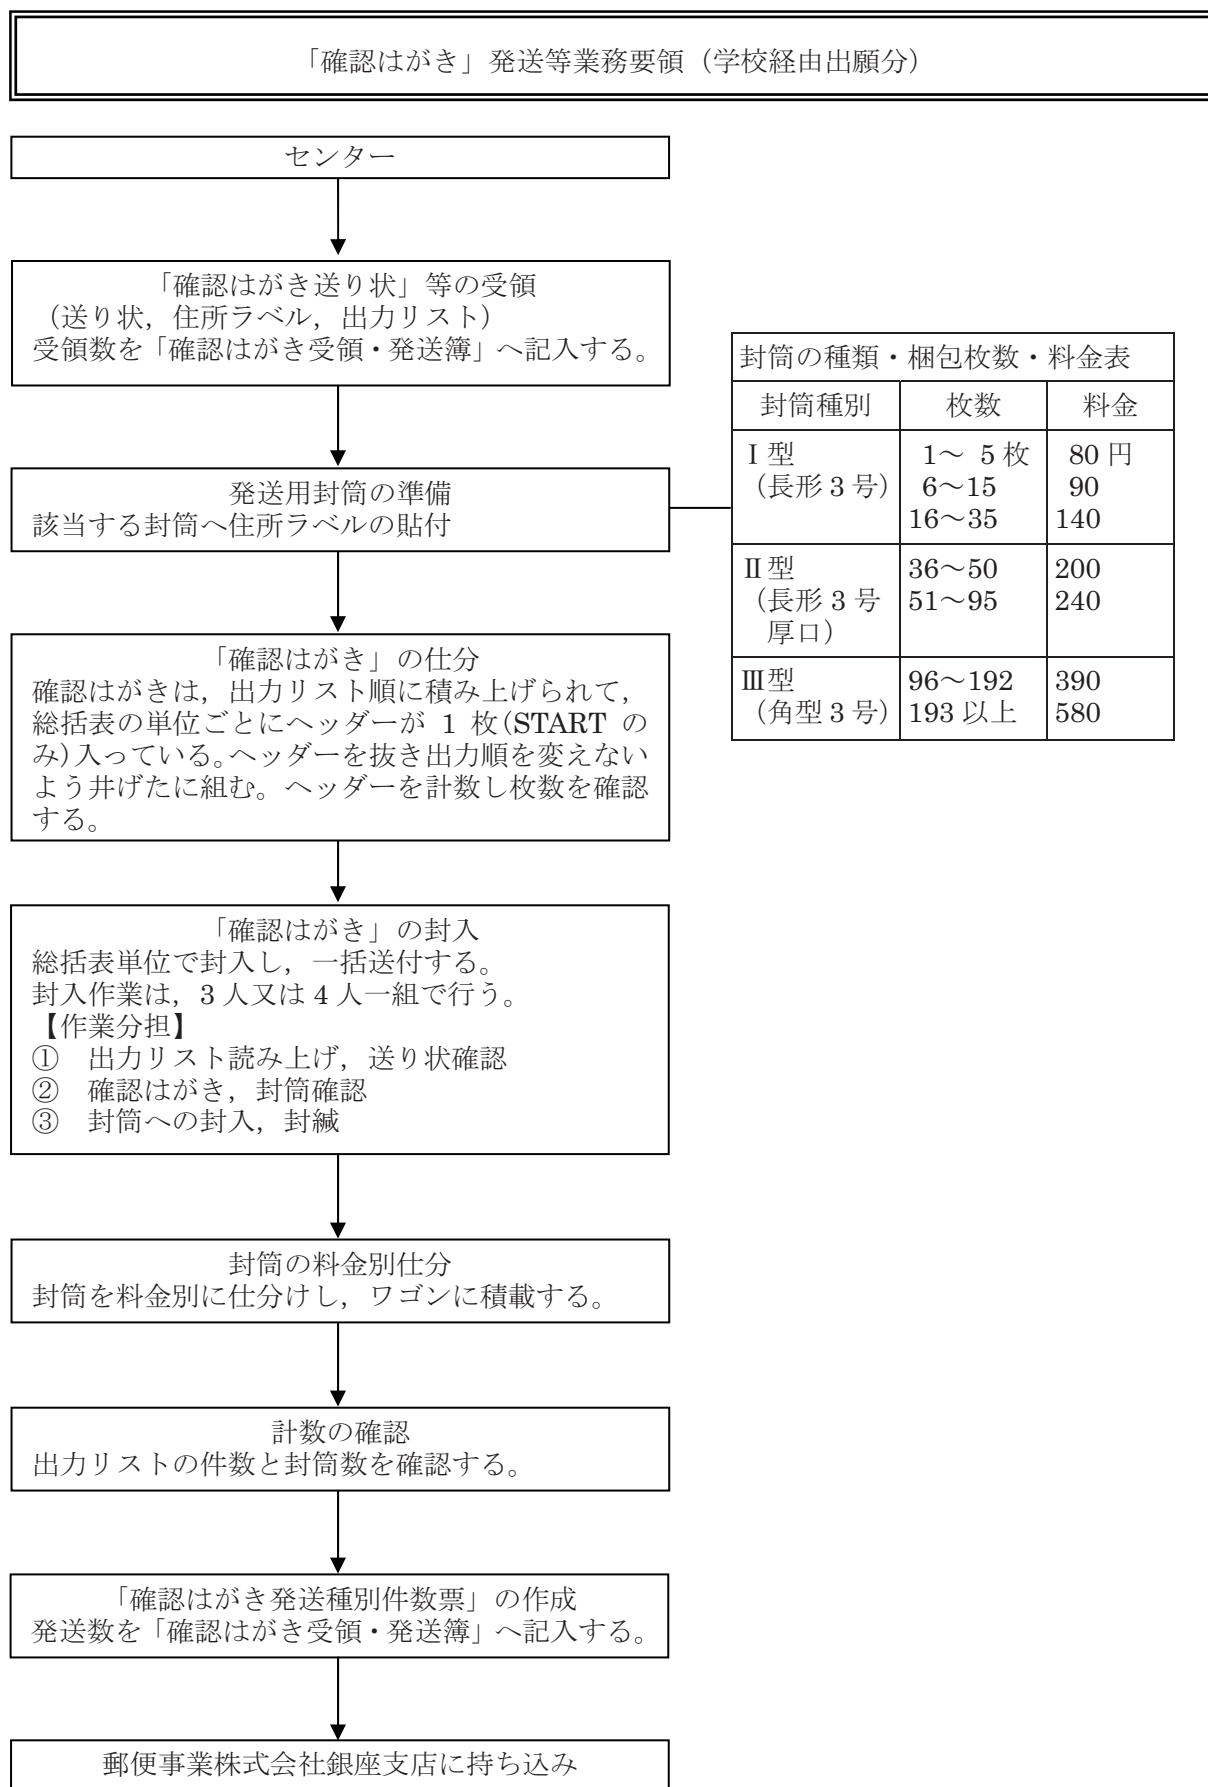 「確認はがき」発送等業務要領（学校経由出願分）
センター
「確認はがき送り状」等の受領
（送り状，住所ラベル，出力リスト）
受領数を「確認はがき受領・発送簿」へ記入する。
発送用封筒の準備
該当する封筒へ住所ラベルの貼付
封筒の種類・梱包枚数・料金表
封筒種別 枚数 料金
Ⅰ型 1～ 5枚 80円
（長形3号） 6～15 90
16～35 140
Ⅱ型 36～50 200
（長形3号 51～95 240
厚口）
Ⅲ型 96～192 390
（角型3号） 193以上 580
「確認はがき」の仕分
確認はがきは，出力リスト順に積み上げられて，
総括表の単位ごとにヘッダーが 1 枚（START の
み）入っている。ヘッダーを抜き出力順を変えない
よう井げたに組む。ヘッダーを計数し枚数を確認
する。
「確認はがき」の封入
総括表単位で封入し，一括送付する。
封入作業は，3人又は4人一組で行う。
【作業分担】
①　出力リスト読み上げ，送り状確認
②　確認はがき，封筒確認
③　封筒への封入，封緘
封筒の料金別仕分
封筒を料金別に仕分けし，ワゴンに積載する。
計数の確認
出力リストの件数と封筒数を確認する。
「確認はがき発送種別件数票」の作成
発送数を「確認はがき受領・発送簿」へ記入する。
郵便事業株式会社銀座支店に持ち込み